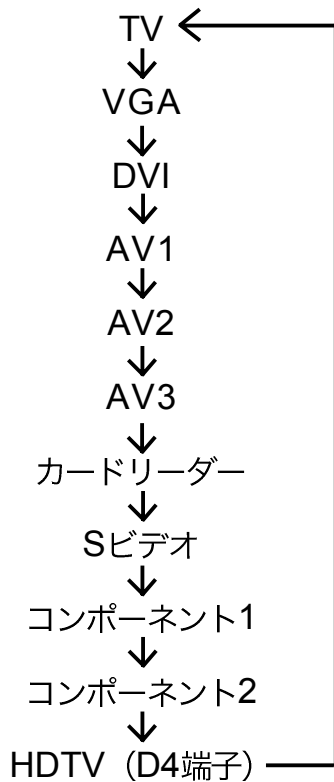 TV
VGA
DVI
AV1
AV2
AV3
カードリーダー
Sビデオ
コンポーネント1
コンポーネント2
HDTV（D4端子）